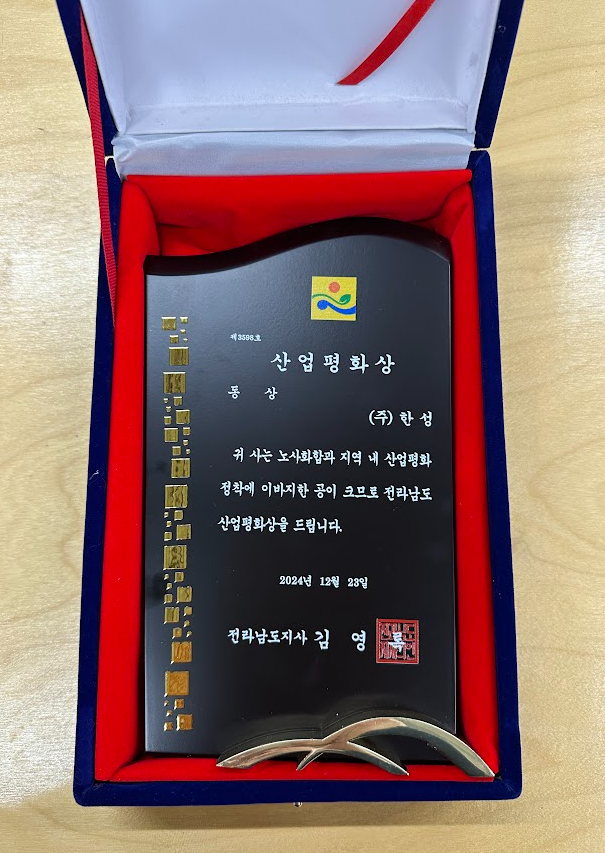 제3598호
산업평화상
동 상
(주) 한성
귀 사는 노사화합과 지역 내 산업평화
정착에 이바지한 공이 크므로 전라남도
산업평화상을 드립니다.
2024년 12월 23일
전라남도지사 김 영 록